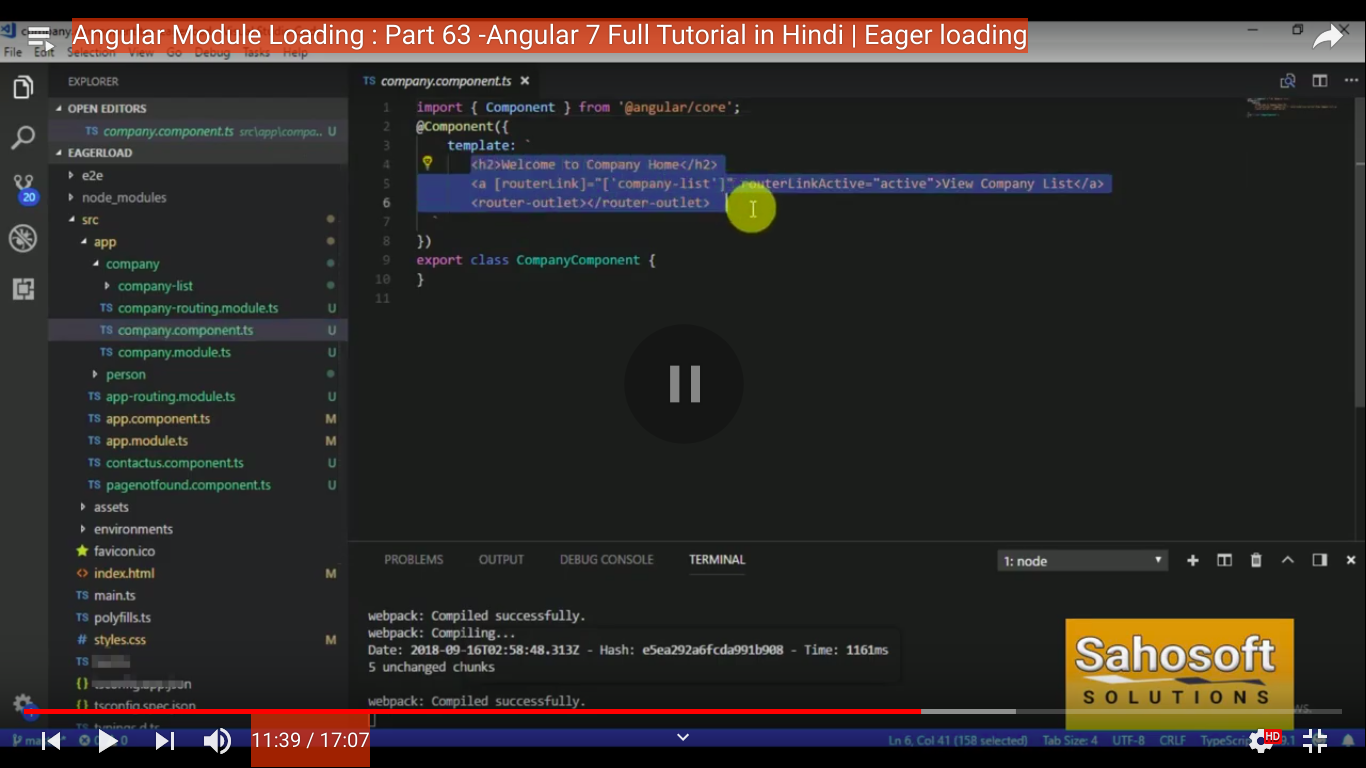 Angular Module Loading : Part 63 -Angular 7 Full Tutorial in Hindi | Eager loading
File Edit Selection View Go Debug Tasks Help
EXPLORER
OPEN EDITORS
TS company.component.ts src\app\compa... U
EAGERLOAD
e2e
node_modules
src
app
company
company-list
TS company-routing.module.ts U
TS company.component.ts U
TS company.module.ts U
person
TS app-routing.module.ts U
TS app.component.ts M
TS app.module.ts M
TS contactus.component.ts U
TS pagenotfound.component.ts U
assets
environments
favicon.ico
<> index.html M
TS main.ts
TS polyfills.ts
# styles.css M
TS
{} tsconfig.app.json
{} tsconfig.spec.json
TS typings.d.ts
20
TS company.component.ts ×
1 import { Component } from '@angular/core';
2 @Component({
3 template: `
4 <h2>Welcome to Company Home</h2>
5 <a [routerLink]="['company-list']" routerLinkActive="active">View Company List</a>
6 <router-outlet></router-outlet>
7 `
8 })
9 export class CompanyComponent {
10 }
11
PROBLEMS OUTPUT DEBUG CONSOLE TERMINAL
1: node
webpack: Compiled successfully.
webpack: Compiling...
Date: 2018-09-16T02:58:48.313Z - Hash: e5ea292a6fcda991b908 - Time: 1161ms
5 unchanged chunks
webpack: Compiled successfully.
Sahosoft
SOLUTIONS
11:39 / 17:07
Ln 6, Col 41 (158 selected) Tab Size: 4 UTF-8 CRLF
HD